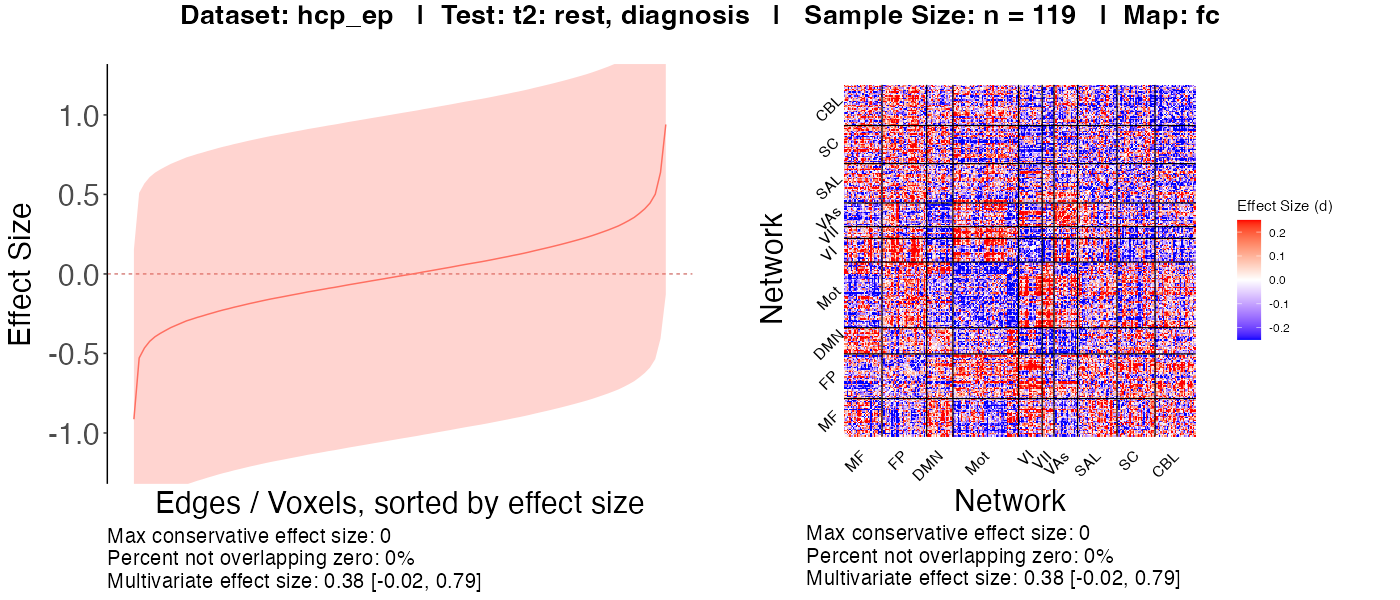 Dataset: hcp_ep | Test: t2: rest, diagnosis | Sample Size: n = 119 | Map: fc
Effect Size
1.0
0.5
0.0
-0.5
-1.0
Edges / Voxels, sorted by effect size
Max conservative effect size: 0
Percent not overlapping zero: 0%
Multivariate effect size: 0.38 [-0.02, 0.79]
Network
CBL
SC
SAL
VAs
VII
VI
Mot
DMN
FP
MF
MF
FP
DMN
Mot
VI
VII
VAs
SAL
SC
CBL
Network
Max conservative effect size: 0
Percent not overlapping zero: 0%
Multivariate effect size: 0.38 [-0.02, 0.79]
Effect Size (d)
0.2
0.1
0.0
-0.1
-0.2